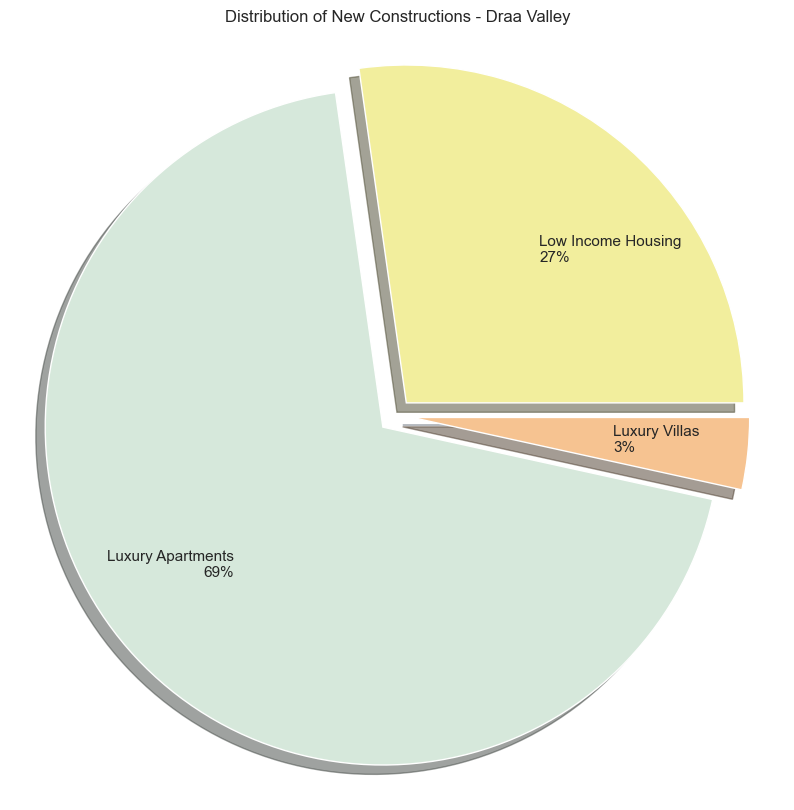 Distribution of New Constructions - Draa Valley
Low Income Housing
27%
Luxury Villas
3%
Luxury Apartments
69%